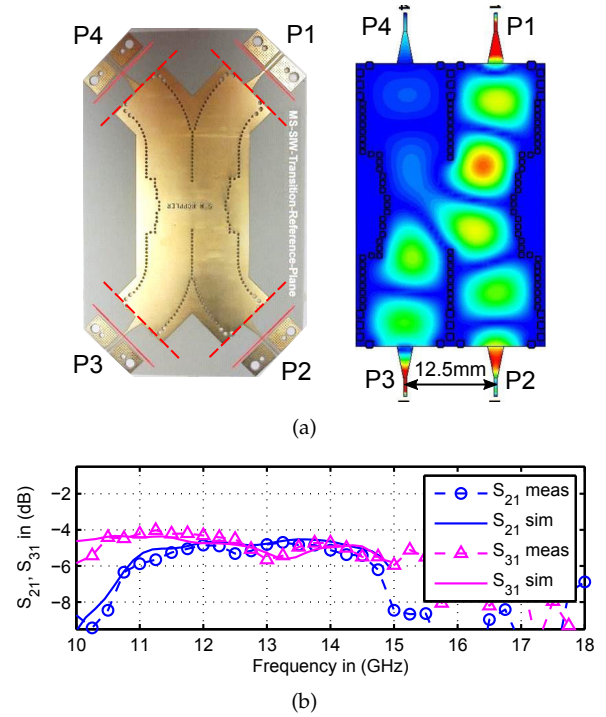 P4
P1
P4
P1
4
1
MS-SIW-Transition-Reference-Plane
P3
P2
P3
12.5mm
P2
(a)
S21, S31 in (dB)
−2
−4
−6
−8
S21 meas
S21 sim
S31 meas
S31 sim
10 11 12 13 14 15 16 17 18
Frequency in (GHz)
(b)